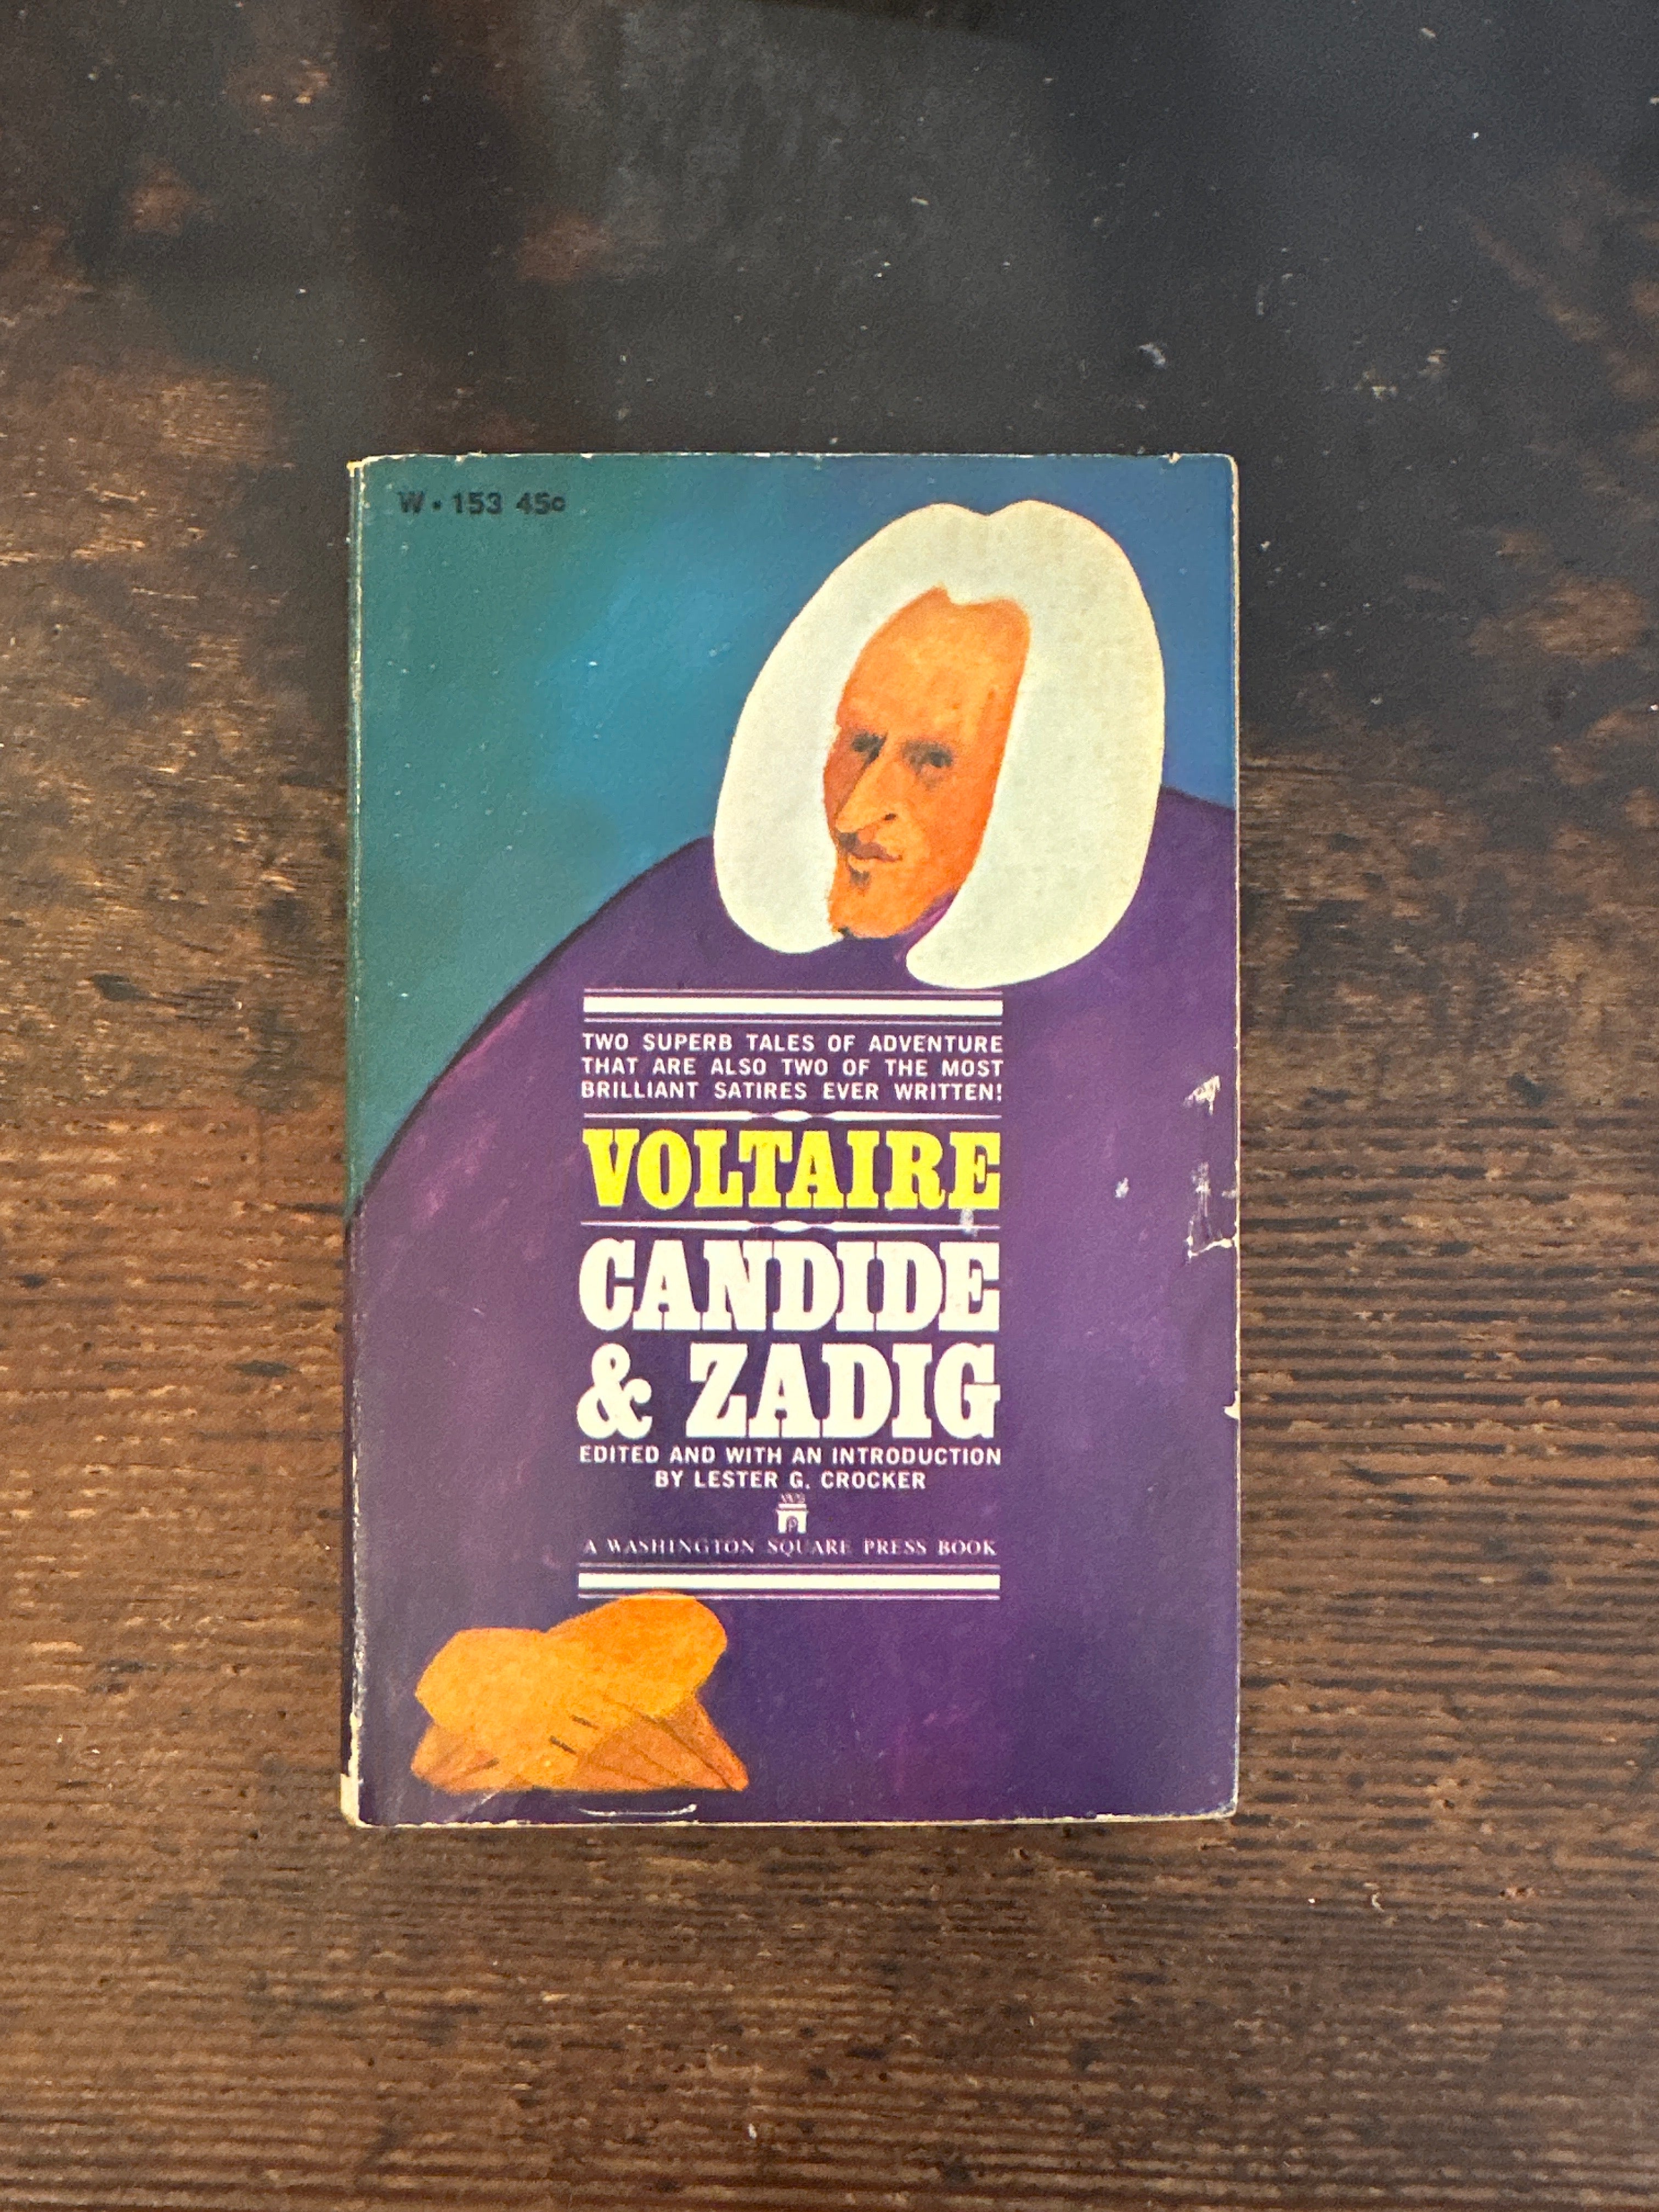 W • 153 45¢
TWO SUPERB TALES OF ADVENTURE
THAT ARE ALSO TWO OF THE MOST
BRILLIANT SATIRES EVER WRITTEN!
VOLTAIRE
CANDIDE
& ZADIG
EDITED AND WITH AN INTRODUCTION
BY LESTER G. CROCKER
A WASHINGTON SQUARE PRESS BOOK